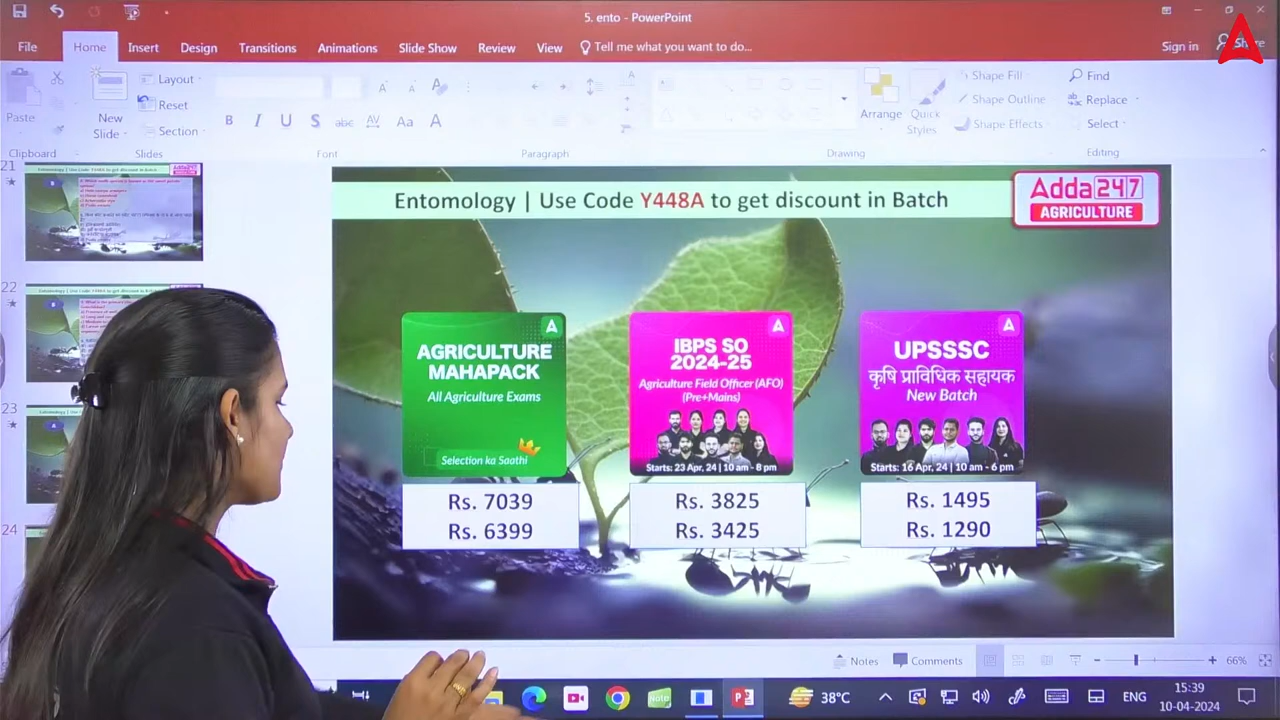 5. ento - PowerPoint
File Home Insert Design Transitions Animations Slide Show Review View Tell me what you want to do...
Sign in Share
Paste
New Slide
Layout
Reset
Section
B I U S abc AV Aa A
Arrange
Quick Styles
Shape Fill
Shape Outline
Shape Effects
Find
Replace
Select
Clipboard Slides Font Paragraph Drawing Editing
21
22
23
24
Entomology | Use Code Y448A to get discount in Batch
Adda 247
AGRICULTURE
AGRICULTURE
MAHAPACK
All Agriculture Exams
Selection ka Saathi
Rs. 7039
Rs. 6399
IBPS SO
2024-25
Agriculture Field Officer (AFO)
(Pre+Mains)
Starts: 23 Apr, 24 | 10 am - 8 pm
Rs. 3825
Rs. 3425
UPSSSC
कृषि प्राविधिक सहायक
New Batch
Starts: 16 Apr, 24 | 10 am - 6 pm
Rs. 1495
Rs. 1290
Notes Comments 66%
38°C ENG 15:39
10-04-2024